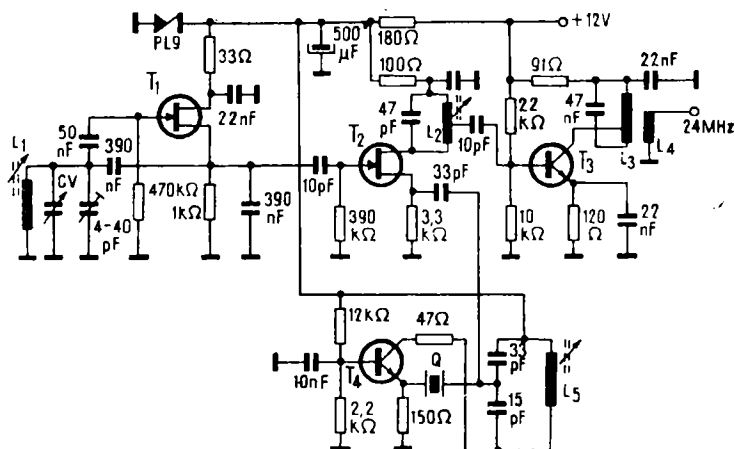 PL9
33Ω
500
μF
180Ω
+12V
100Ω
91Ω
22nF
T1
22nF
47
pF
L2
22
kΩ
47
nF
L4
24MHz
50
nF
390
nF
L1
CV
4-40
pF
470kΩ
1kΩ
390
nF
10pF
T2
33pF
10pF
T3
L3
390
kΩ
3,3
kΩ
10
kΩ
120
Ω
22
nF
12kΩ
47Ω
10nF
T4
Q
33
pF
L5
2,2
kΩ
150Ω
15
pF